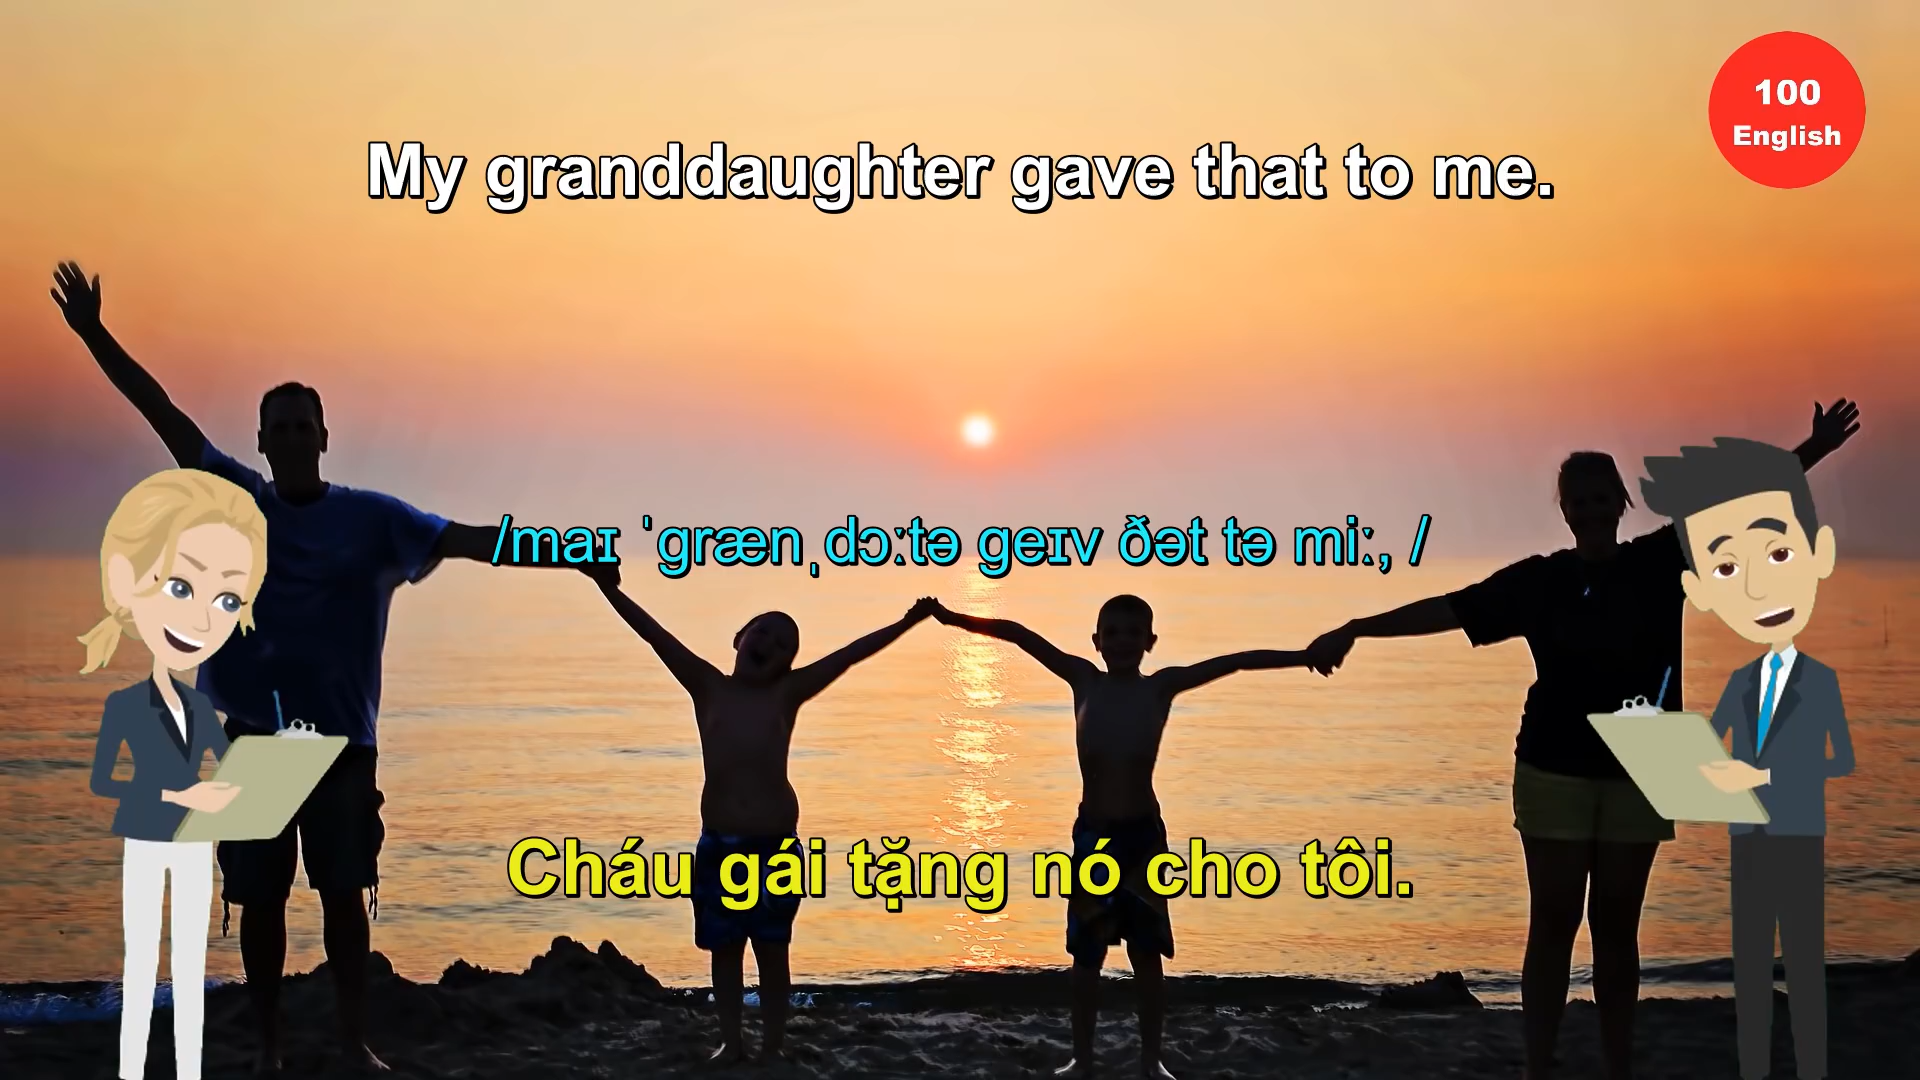 100
English
My granddaughter gave that to me.
/maɪ ˈɡrænˌdɔːtə ɡeɪv ðət tə miː, /
Cháu gái tặng nó cho tôi.